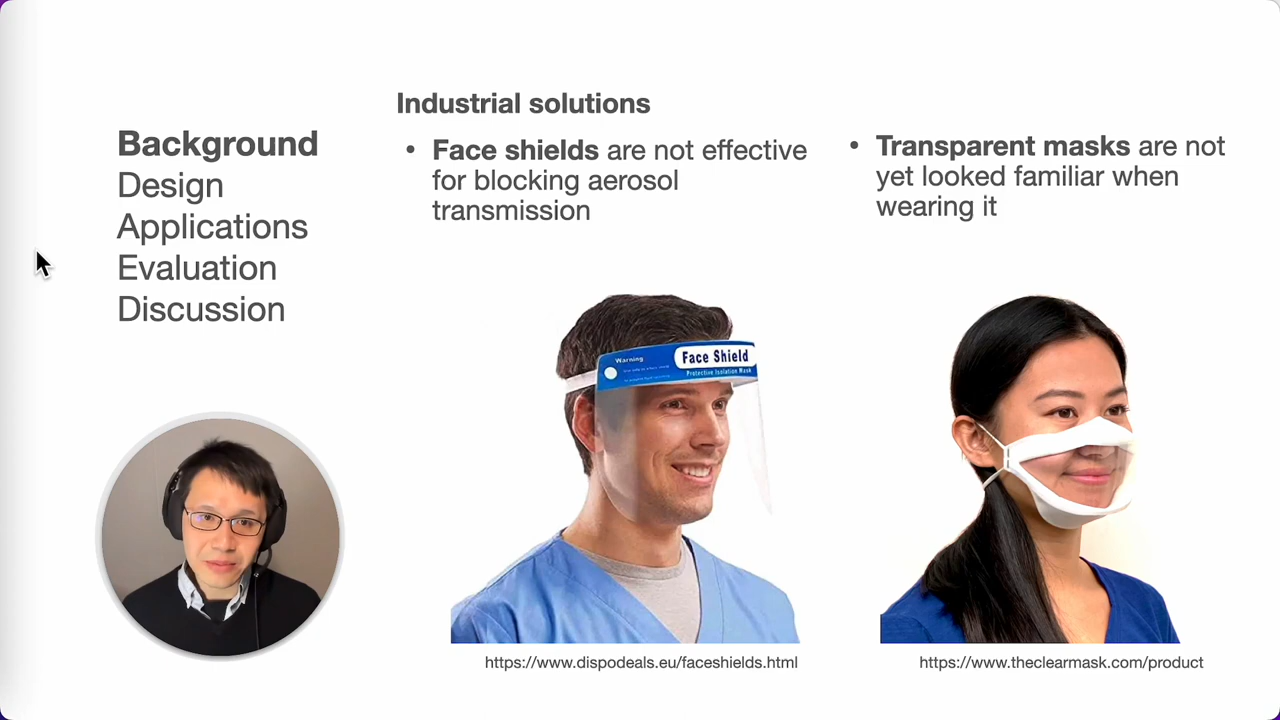 Background
Design
Applications
Evaluation
Discussion
Industrial solutions
• Face shields are not effective
for blocking aerosol
transmission
• Transparent masks are not
yet looked familiar when
wearing it
Warning
Face Shield
Protective Isolation Mask
https://www.dispodeals.eu/faceshields.html
https://www.theclearmask.com/product